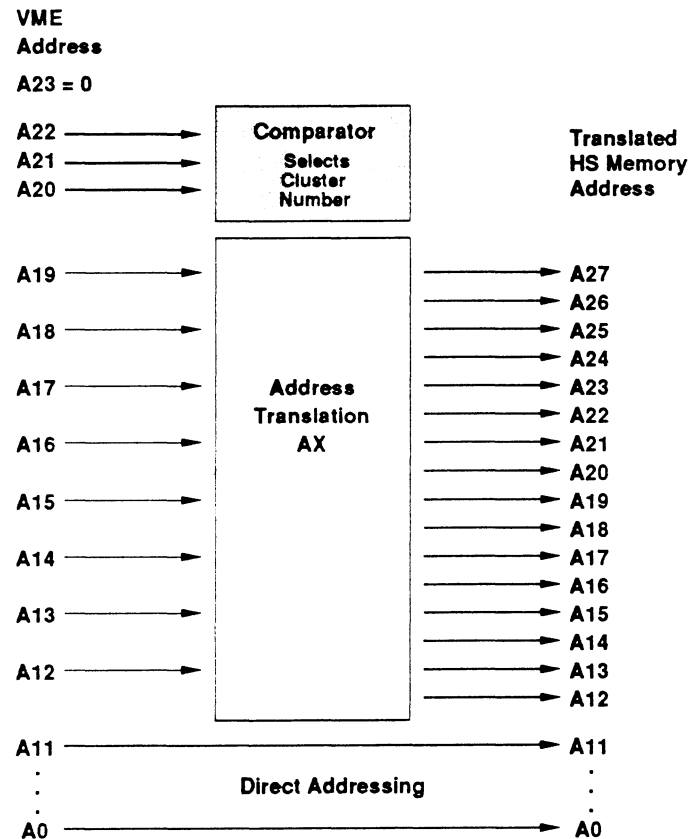 VME
Address
A23 = 0
A22
A21
A20
Comparator
Selects
Cluster
Number
Translated
HS Memory
Address
A19
A18
A17
A16
A15
A14
A13
A12
Address
Translation
AX
A27
A26
A25
A24
A23
A22
A21
A20
A19
A18
A17
A16
A15
A14
A13
A12
A11
A11
Direct Addressing
A0
A0